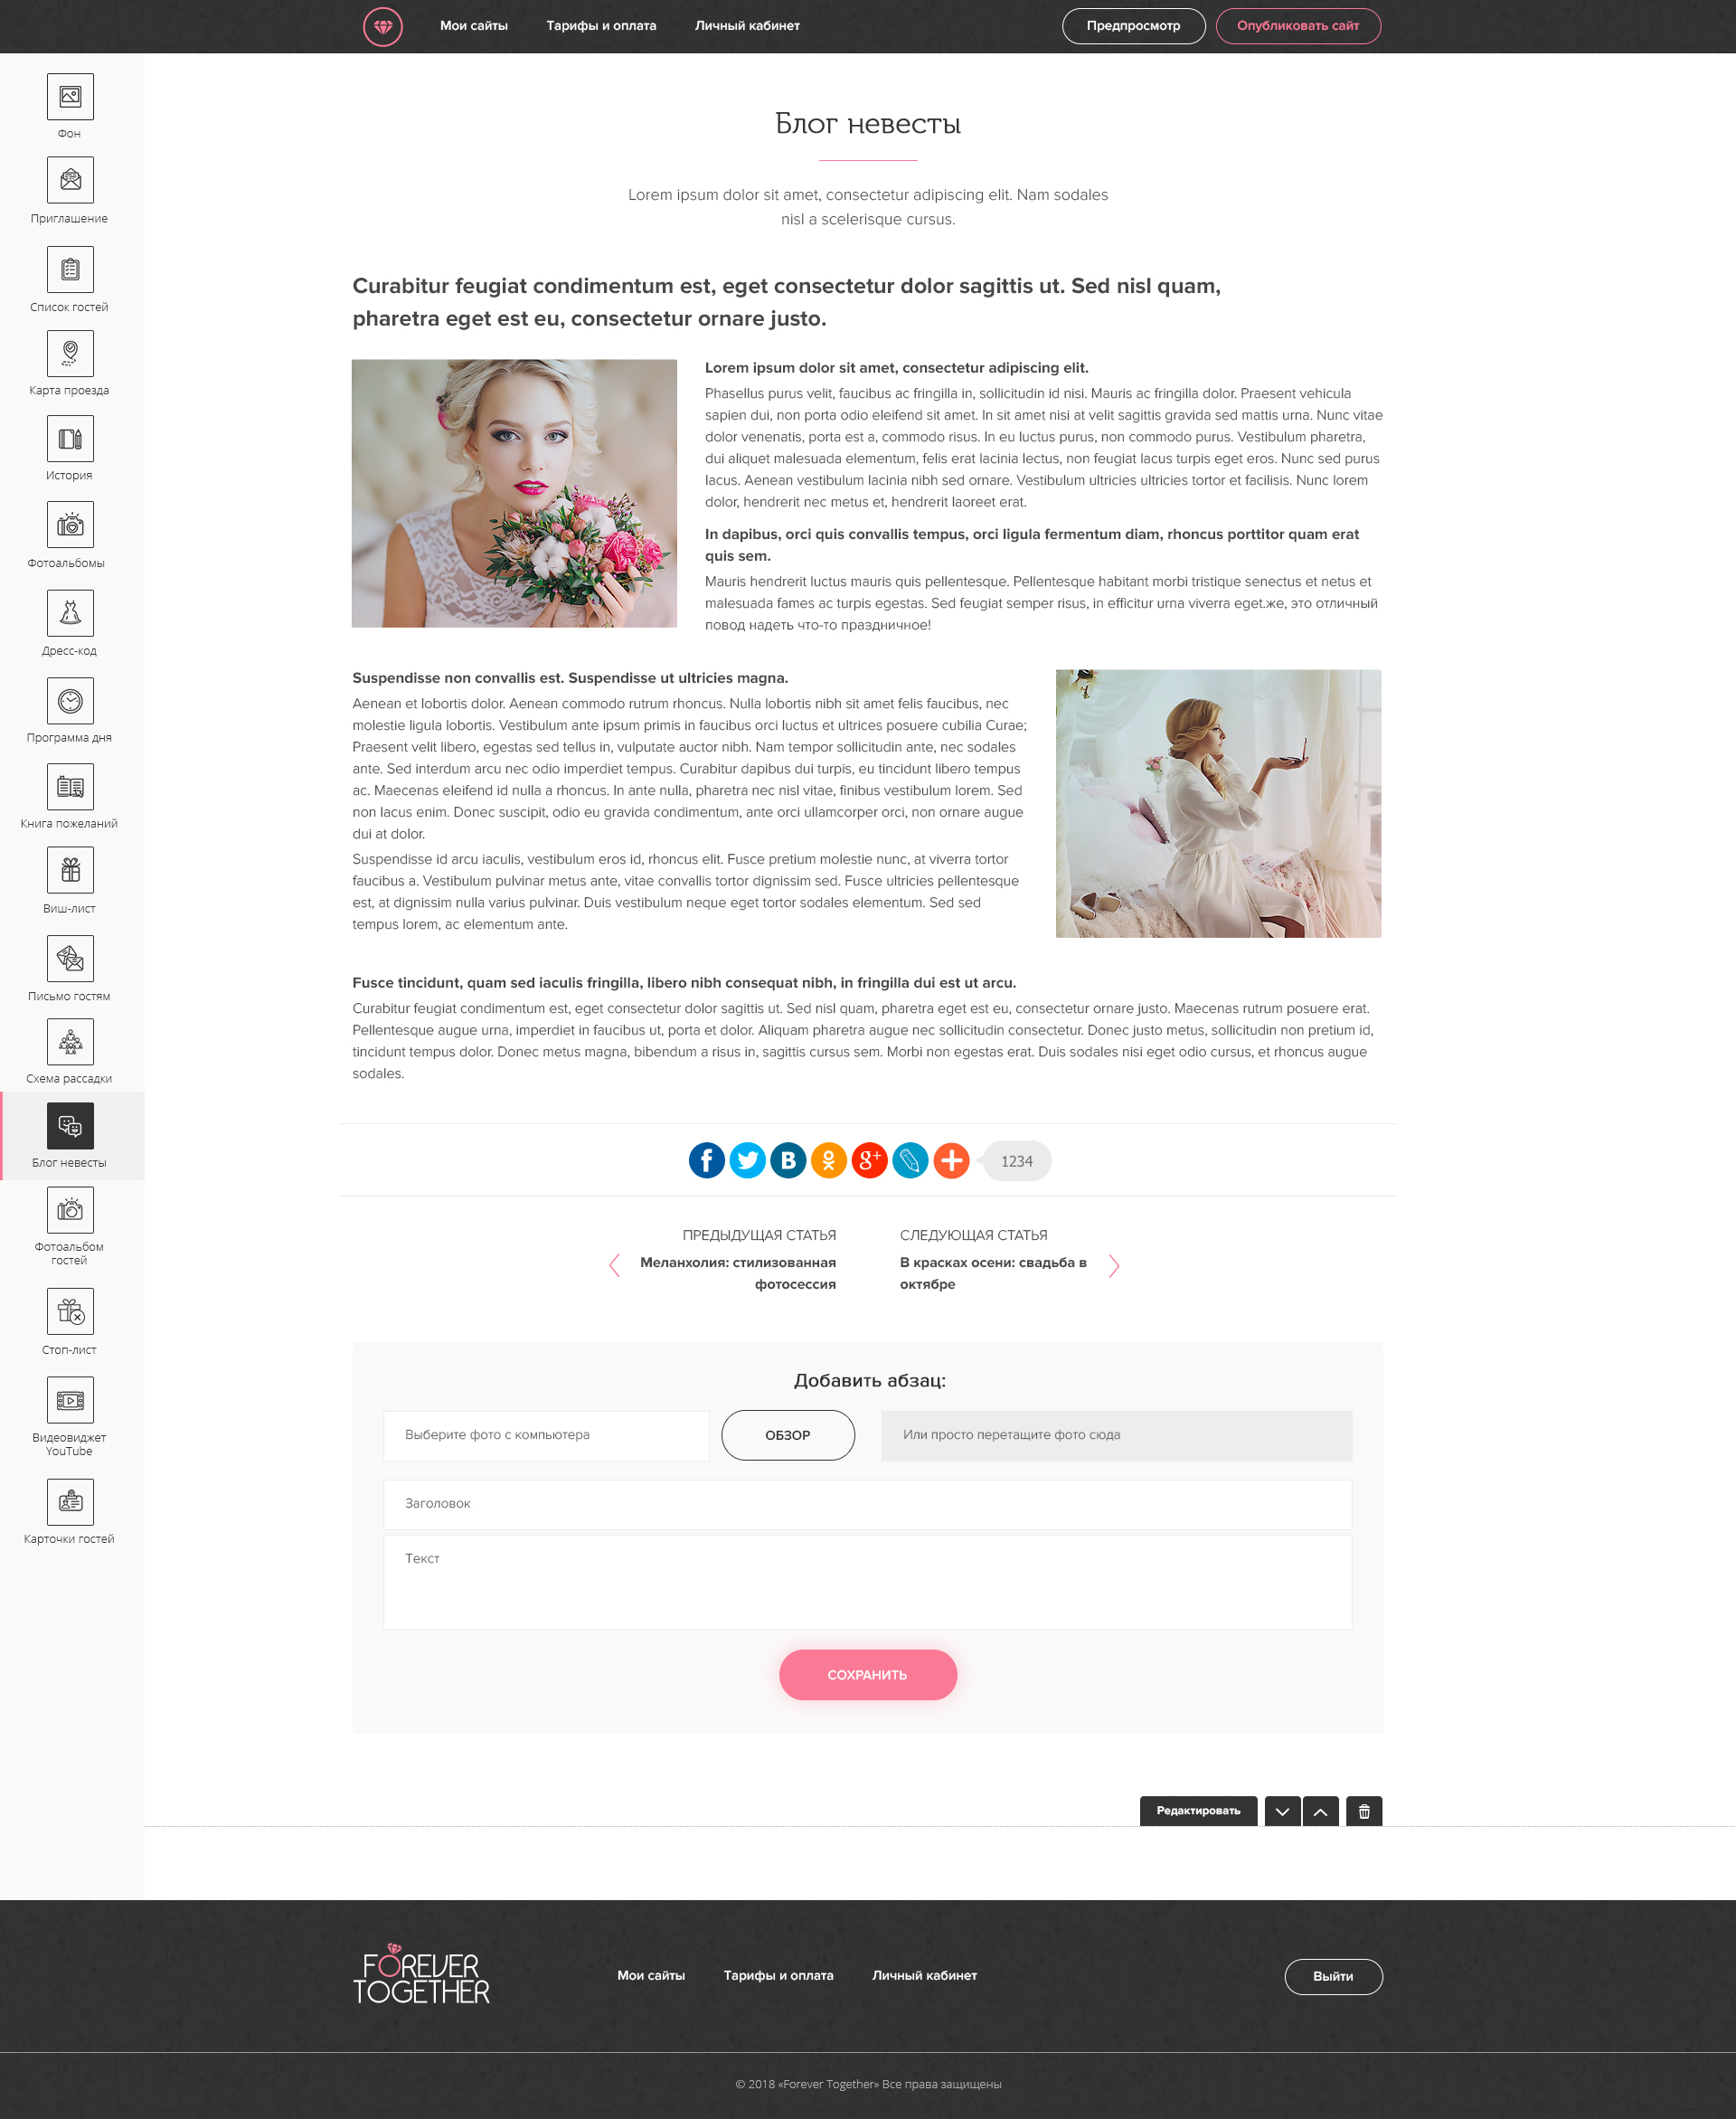 Мои сайты
Тарифы и оплата
Личный кабинет
Предпросмотр
Опубликовать сайт
Фон
Приглашение
Список гостей
Карта проезда
История
Фотоальбомы
Дресс-код
Программа дня
Книга пожеланий
Виш-лист
Письмо гостям
Схема рассадки
Блог невесты
Фотоальбом
гостей
Стоп-лист
Видеовиджет
YouTube
Карточки гостей
Блог невесты
Lorem ipsum dolor sit amet, consectetur adipiscing elit. Nam sodales
nisl a scelerisque cursus.
Curabitur feugiat condimentum est, eget consectetur dolor sagittis ut. Sed nisl quam,
pharetra eget est eu, consectetur ornare justo.
Lorem ipsum dolor sit amet, consectetur adipiscing elit.
Phasellus purus velit, faucibus ac fringilla in, sollicitudin id nisi. Mauris ac fringilla dolor. Praesent vehicula
sapien dui, non porta odio eleifend sit amet. In sit amet nisi at velit sagittis gravida sed mattis urna. Nunc vitae
dolor venenatis, porta est a, commodo risus. In eu luctus purus, non commodo purus. Vestibulum pharetra,
dui aliquet malesuada elementum, felis erat lacinia lectus, non feugiat lacus turpis eget eros. Nunc sed purus
lacus. Aenean vestibulum lacinia nibh sed ornare. Vestibulum ultricies ultricies tortor et facilisis. Nunc lorem
dolor, hendrerit nec metus et, hendrerit laoreet erat.
In dapibus, orci quis convallis tempus, orci ligula fermentum diam, rhoncus porttitor quam erat
quis sem.
Mauris hendrerit luctus mauris quis pellentesque. Pellentesque habitant morbi tristique senectus et netus et
malesuada fames ac turpis egestas. Sed feugiat semper risus, in efficitur urna viverra eget.же, это отличный
повод надеть что-то праздничное!
Suspendisse non convallis est. Suspendisse ut ultricies magna.
Aenean et lobortis dolor. Aenean commodo rutrum rhoncus. Nulla lobortis nibh sit amet felis faucibus, nec
molestie ligula lobortis. Vestibulum ante ipsum primis in faucibus orci luctus et ultrices posuere cubilia Curae;
Praesent velit libero, egestas sed tellus in, vulputate auctor nibh. Nam tempor sollicitudin ante, nec sodales
ante. Sed interdum arcu nec odio imperdiet tempus. Curabitur dapibus dui turpis, eu tincidunt libero tempus
ac. Maecenas eleifend id nulla a rhoncus. In ante nulla, pharetra nec nisl vitae, finibus vestibulum lorem. Sed
non lacus enim. Donec suscipit, odio eu gravida condimentum, ante orci ullamcorper orci, non ornare augue
dui at dolor.
Suspendisse id arcu iaculis, vestibulum eros id, rhoncus elit. Fusce pretium molestie nunc, at viverra tortor
faucibus a. Vestibulum pulvinar metus ante, vitae convallis tortor dignissim sed. Fusce ultricies pellentesque
est, at dignissim nulla varius pulvinar. Duis vestibulum neque eget tortor sodales elementum. Sed sed
tempus lorem, ac elementum ante.
Fusce tincidunt, quam sed iaculis fringilla, libero nibh consequat nibh, in fringilla dui est ut arcu.
Curabitur feugiat condimentum est, eget consectetur dolor sagittis ut. Sed nisl quam, pharetra eget est eu, consectetur ornare justo. Maecenas rutrum posuere erat.
Pellentesque augue urna, imperdiet in faucibus ut, porta et dolor. Aliquam pharetra augue nec sollicitudin consectetur. Donec justo metus, sollicitudin non pretium id,
tincidunt tempus dolor. Donec metus magna, bibendum a risus in, sagittis cursus sem. Morbi non egestas erat. Duis sodales nisi eget odio cursus, et rhoncus augue
sodales.
1234
ПРЕДЫДУЩАЯ СТАТЬЯ
Меланхолия: стилизованная
фотосессия
СЛЕДУЮЩАЯ СТАТЬЯ
В красках осени: свадьба в
октябре
Добавить абзац:
Выберите фото с компьютера
ОБЗОР
Или просто перетащите фото сюда
Заголовок
Текст
СОХРАНИТЬ
Редактировать
FOREVER
TOGETHER
Мои сайты
Тарифы и оплата
Личный кабинет
Выйти
© 2018 «Forever Together» Все права защищены